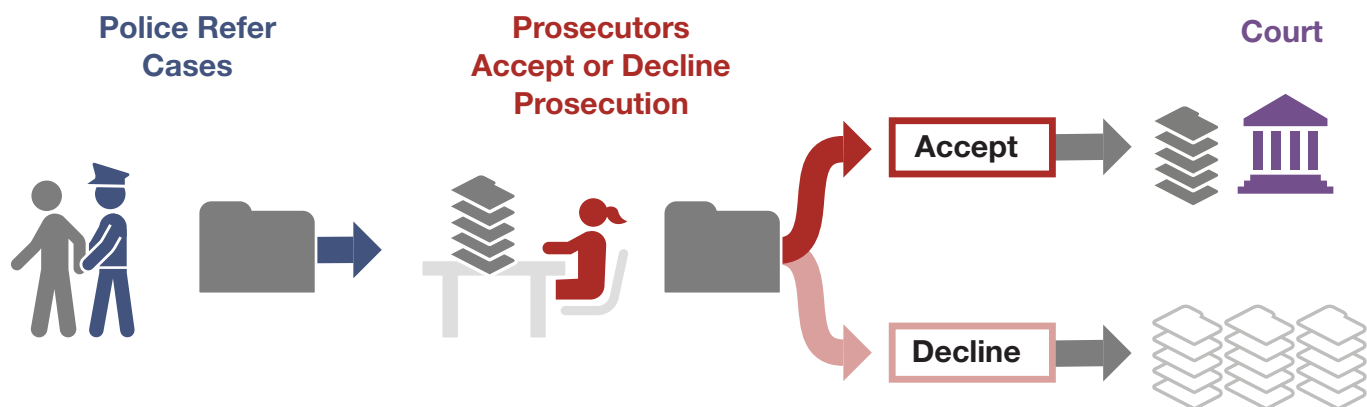 Police Refer
Cases
Prosecutors
Accept or Decline
Prosecution
Court
Accept
Decline